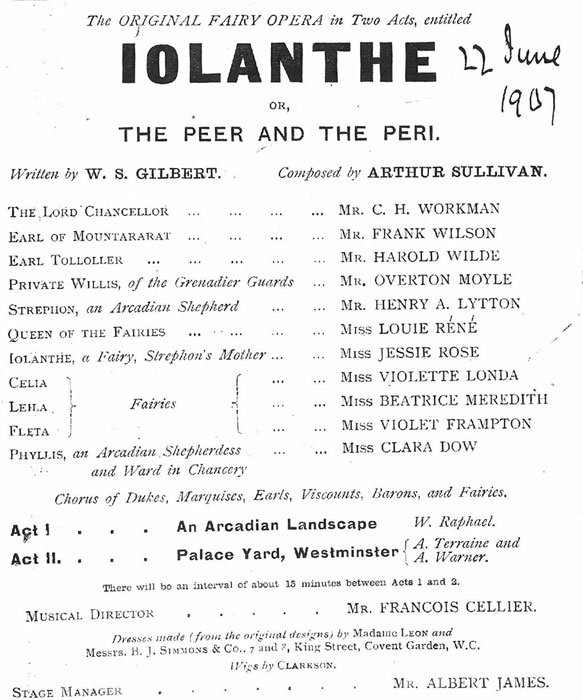 The ORIGINAL FAIRY OPERA in Two Acts, entitled
IOLANTHE
22 June
1907
OR,
THE PEER AND THE PERI.
Written by W. S. GILBERT. Composed by ARTHUR SULLIVAN.
THE LORD CHANCELLOR ... ... ... ... MR. C. H. WORKMAN
EARL OF MOUNTARARAT ... ... ... ... MR. FRANK WILSON
EARL TOLLOLLER ... ... ... ... ... MR. HAROLD WILDE
PRIVATE WILLIS, of the Grenadier Guards ... ... MR. OVERTON MOYLE
STREPHON, an Arcadian Shepherd ... ... MR. HENRY A. LYTTON
QUEEN OF THE FAIRIES ... ... ... ... MISS LOUIE RÉNÉ
IOLANTHE, a Fairy, Strephon's Mother ... ... MISS JESSIE ROSE
CELIA ... ... MISS VIOLETTE LONDA
LEILA Fairies ... ... MISS BEATRICE MEREDITH
FLETA ... ... MISS VIOLET FRAMPTON
PHYLLIS, an Arcadian Shepherdess ... ... MISS CLARA DOW
and Ward in Chancery
Chorus of Dukes, Marquises, Earls, Viscounts, Barons, and Fairies.
Act I . . . An Arcadian Landscape W. Raphael.
Act II. . . . Palace Yard, Westminster { A. Terraine and
A. Warner.
There will be an interval of about 15 minutes between Acts 1 and 2.
MUSICAL DIRECTOR . . . . . MR. FRANCOIS CELLIER.
Dresses made (from the original designs) by Madame LEON and
Messrs. B. J. SIMMONS & Co., 7 and 8, King Street, Covent Garden, W.C.
Wigs by CLARKSON.
STAGE MANAGER . . . . . . MR. ALBERT JAMES.